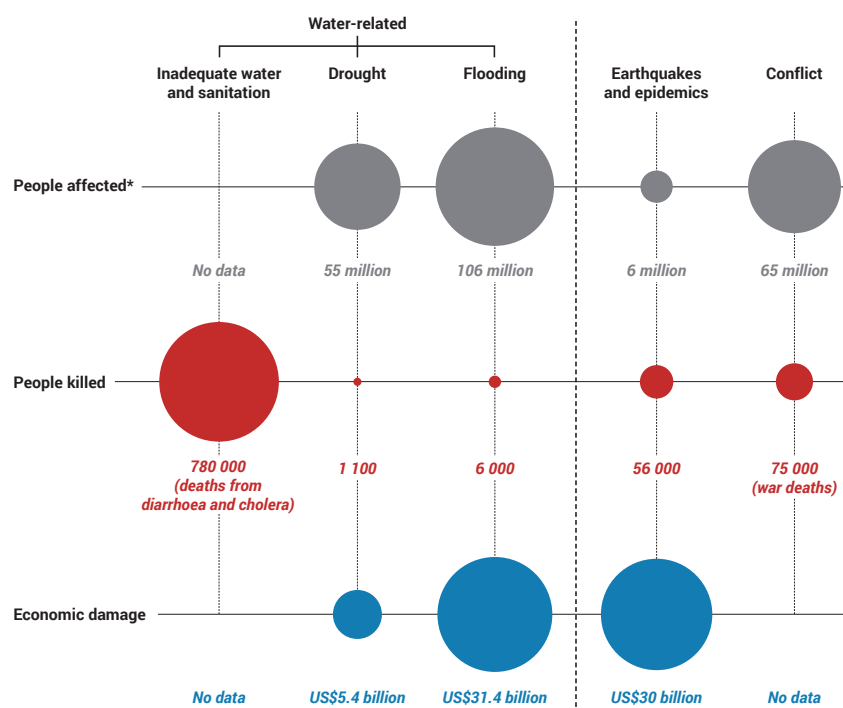 Water-related
Inadequate water
and sanitation
Drought
Flooding
Earthquakes
and epidemics
Conflict
People affected*
No data
55 million
106 million
6 million
65 million
People killed
780 000
(deaths from
diarrhoea and cholera)
1 100
6 000
56 000
75 000
(war deaths)
Economic damage
No data
US$5.4 billion
US$31.4 billion
US$30 billion
No data